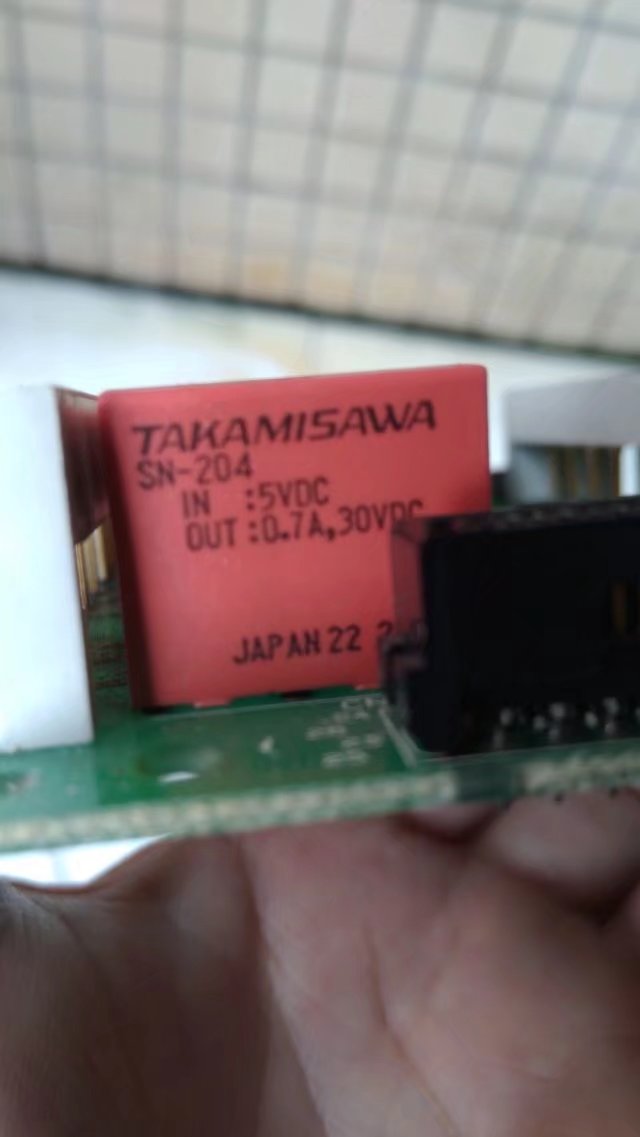 TAKAMISAWA
SN-204
IN :5VDC
OUT :0.7A,30VDC
JAPAN 22